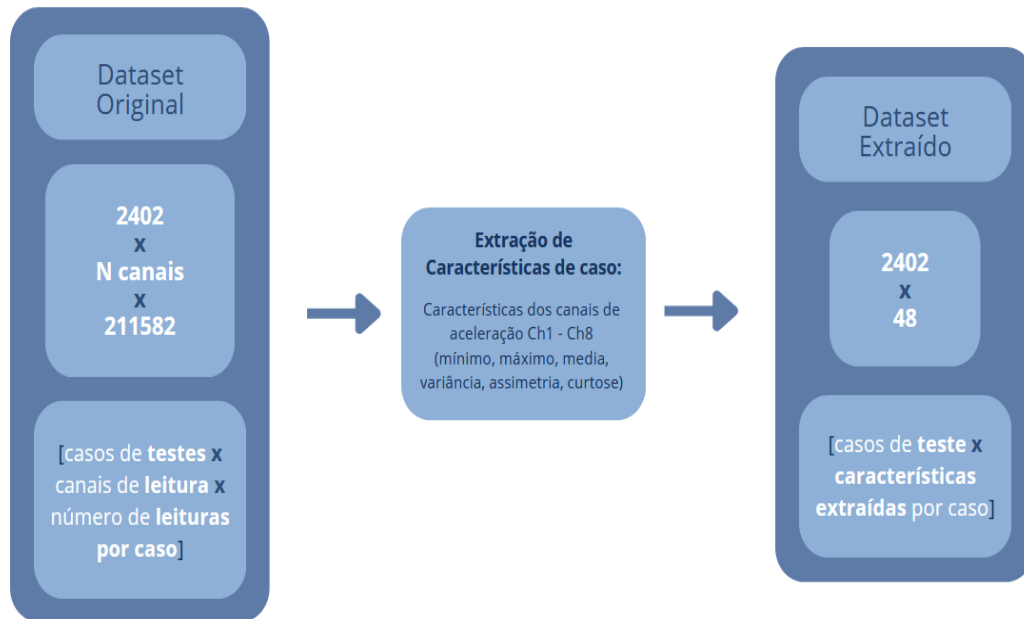 Dataset
Original
2402
x
N canais
x
211582
[casos de testes x
canais de leitura x
número de leituras
por caso]
Extração de
Características de caso:
Características dos canais de
aceleração Ch1 - Ch8
(mínimo, máximo, media,
variância, assimetria, curtose)
Dataset
Extraído
2402
x
48
[casos de teste x
características
extraídas por caso]